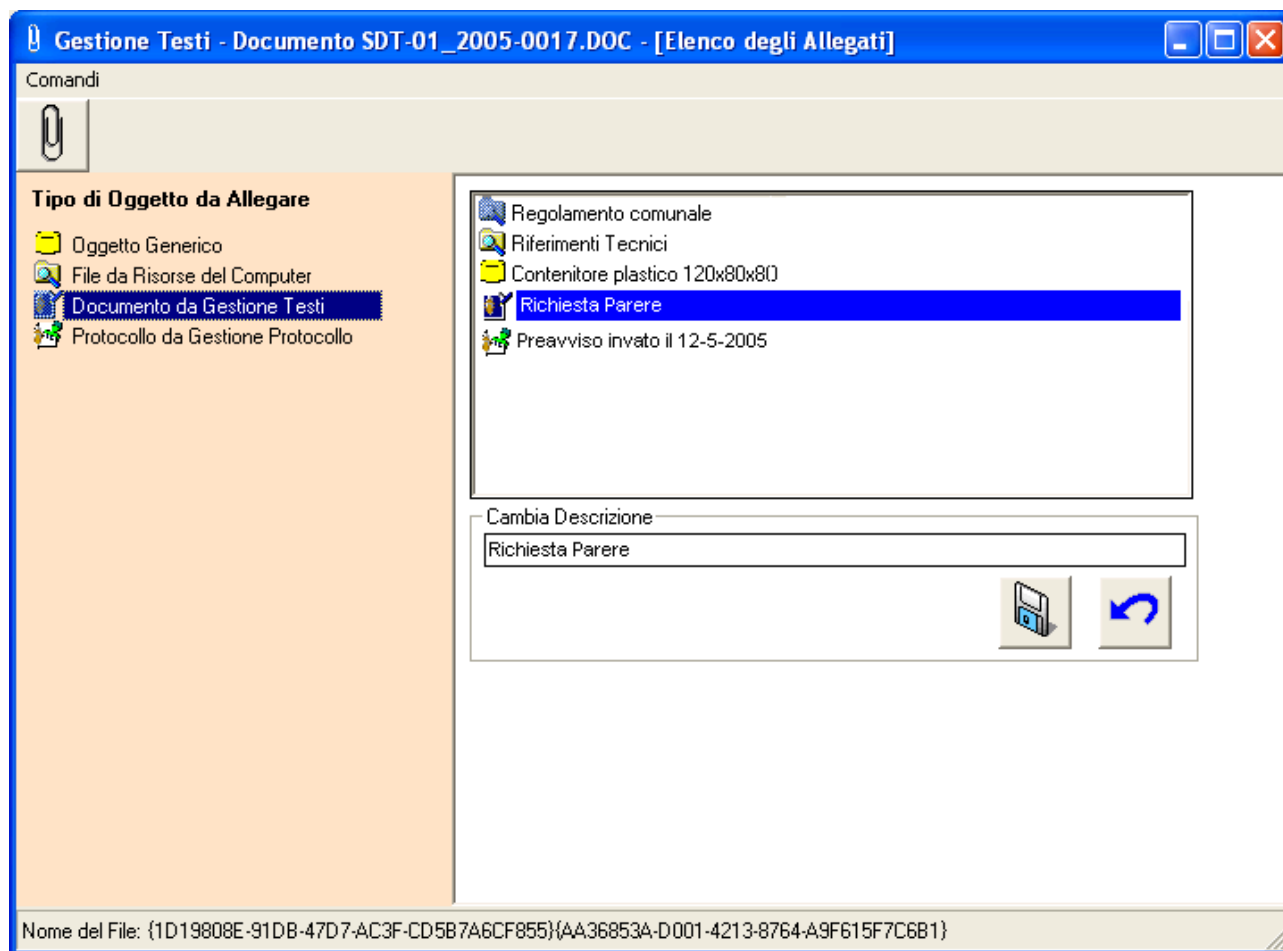 Gestione Testi - Documento SDT-01_2005-0017.DOC - [Elenco degli Allegati]
Comandi
Tipo di Oggetto da Allegare
Oggetto Generico
File da Risorse del Computer
Documento da Gestione Testi
Protocollo da Gestione Protocollo
Regolamento comunale
Riferimenti Tecnici
Contenitore plastico 120x80x80
Richiesta Parere
Preavviso invato il 12-5-2005
Cambia Descrizione
Richiesta Parere
Nome del File: {1D19808E-91DB-47D7-AC3F-CD5B7A6CF855}{AA36853A-D001-4213-8764-A9F615F7C6B1}